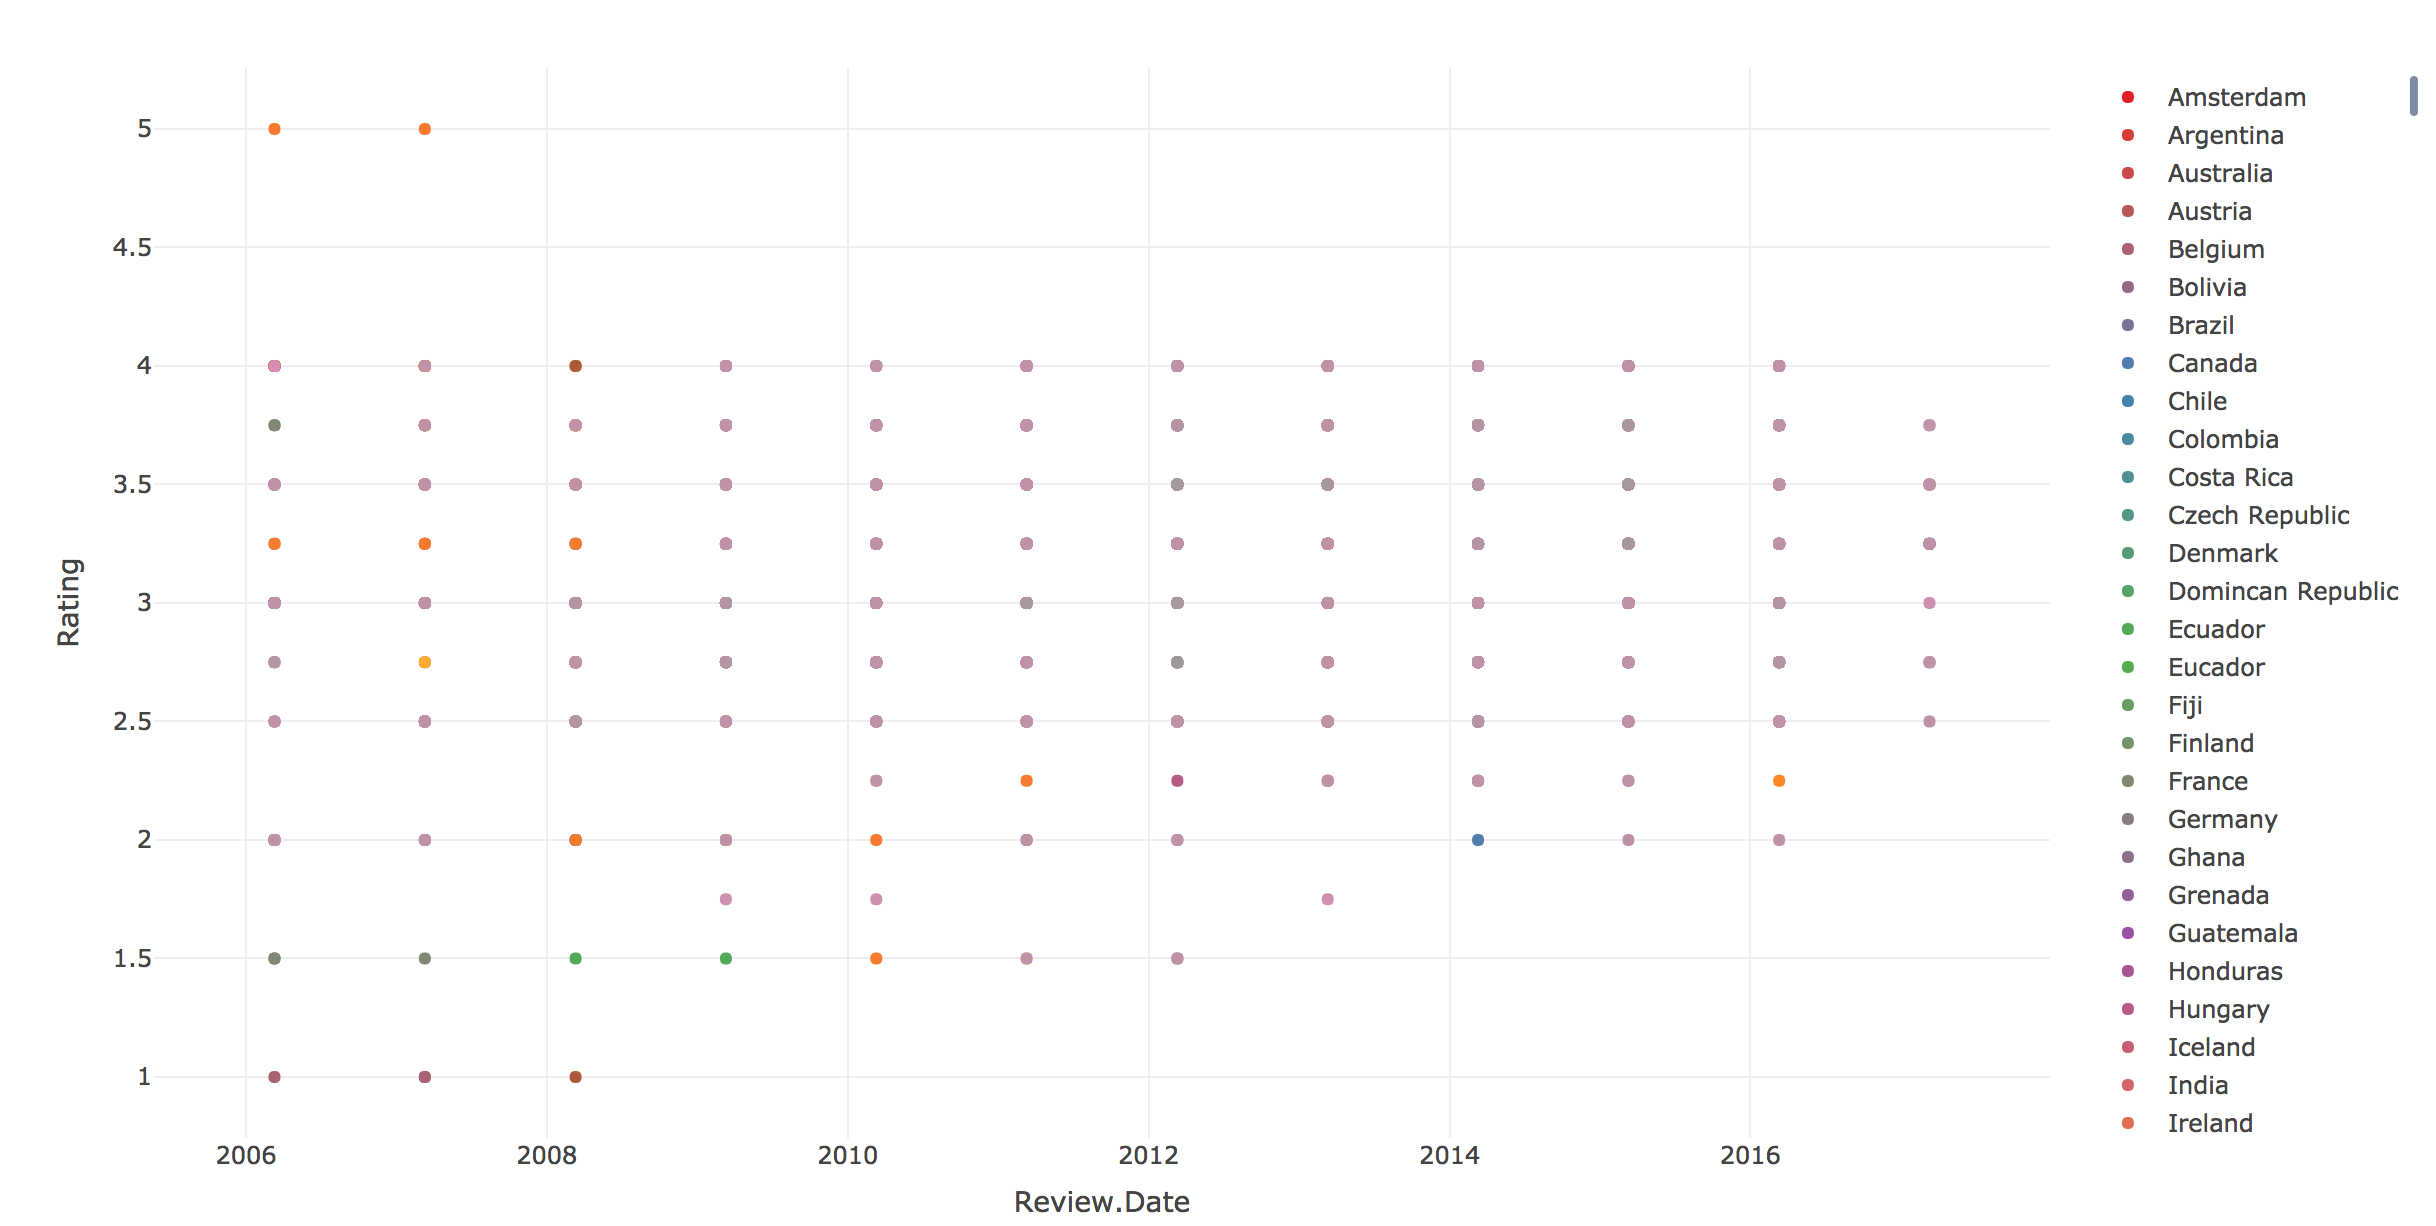 5
4.5
4
3.5
3
2.5
2
1.5
1
Rating
2006 2008 2010 2012 2014 2016
Review.Date
Amsterdam
Argentina
Australia
Austria
Belgium
Bolivia
Brazil
Canada
Chile
Colombia
Costa Rica
Czech Republic
Denmark
Domincan Republic
Ecuador
Eucador
Fiji
Finland
France
Germany
Ghana
Grenada
Guatemala
Honduras
Hungary
Iceland
India
Ireland